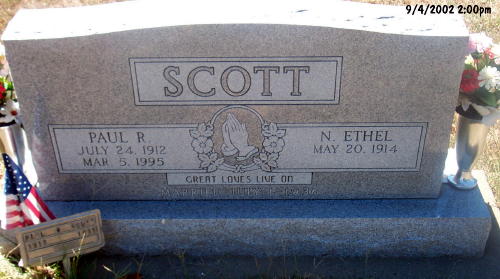 9/4/2002 2:00pm
SCOTT
PAUL R.
JULY 24, 1912
MAR. 5, 1995
N. ETHEL
MAY 20, 1914
GREAT LOVES LIVE ON
MARRIED